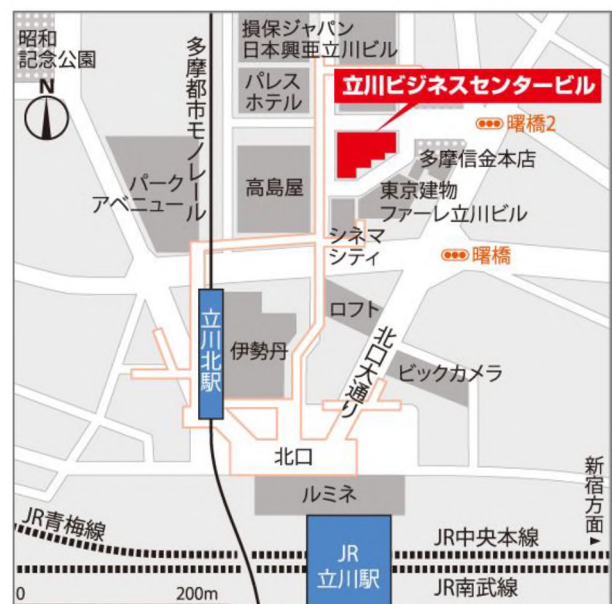 昭和
記念公園
N
多摩都市モノレール
損保ジャパン
日本興亜立川ビル
パレス
ホテル
立川ビジネスセンタービル
曙橋2
多摩信金本店
パーク
アベニュー
高島屋
東京建物
ファーレ立川ビル
シネマ
シティ
曙橋
立川北駅
伊勢丹
ロフト
北口大通り
ビックカメラ
北口
ルミネ
新宿方面
JR青梅線
JR中央本線
JR
立川駅
JR南武線
0
200m